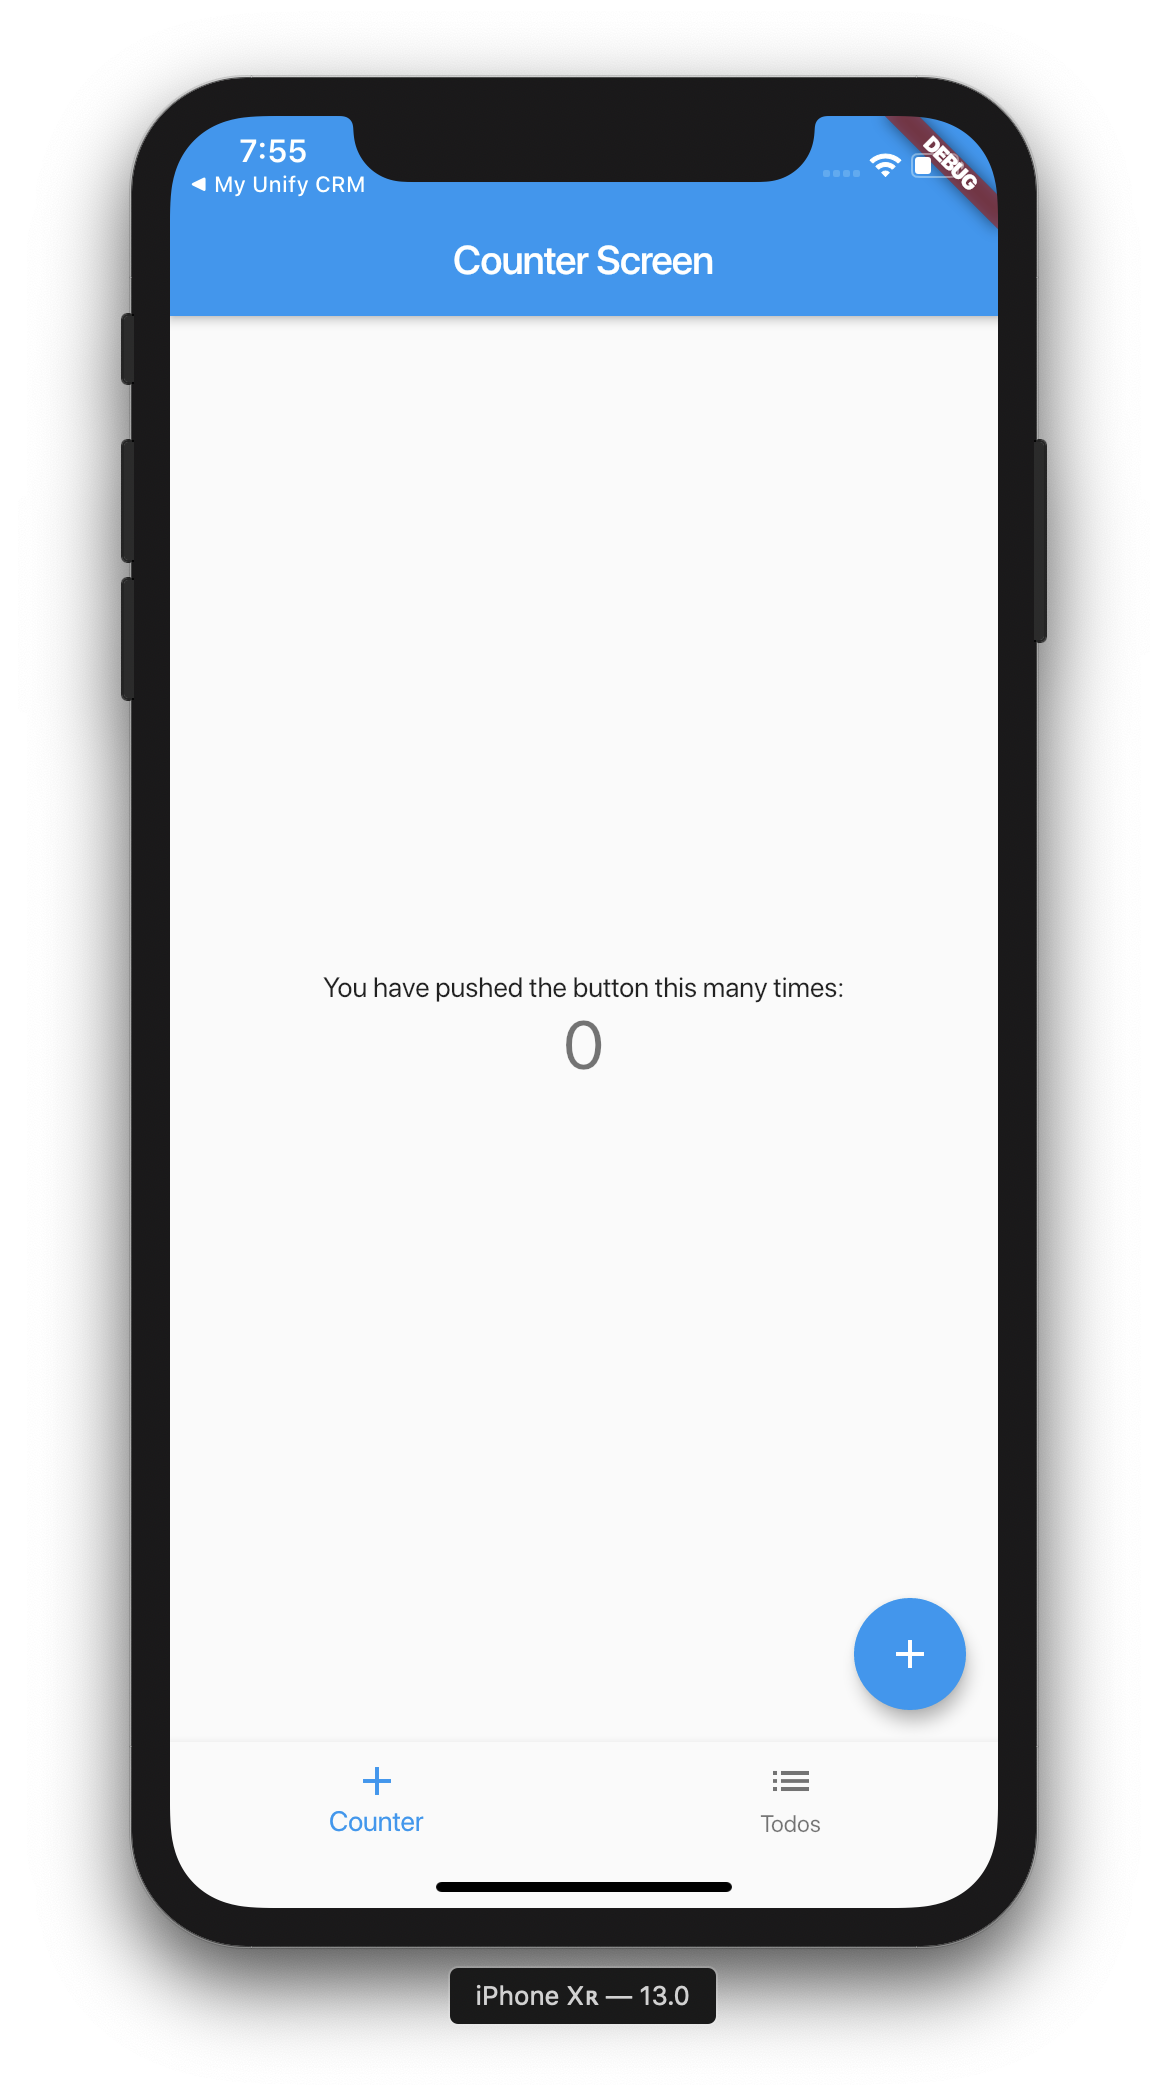 7:55
My Unify CRM
DEBUG
Counter Screen
You have pushed the button this many times:
0
Counter
Todos
iPhone Xʀ — 13.0